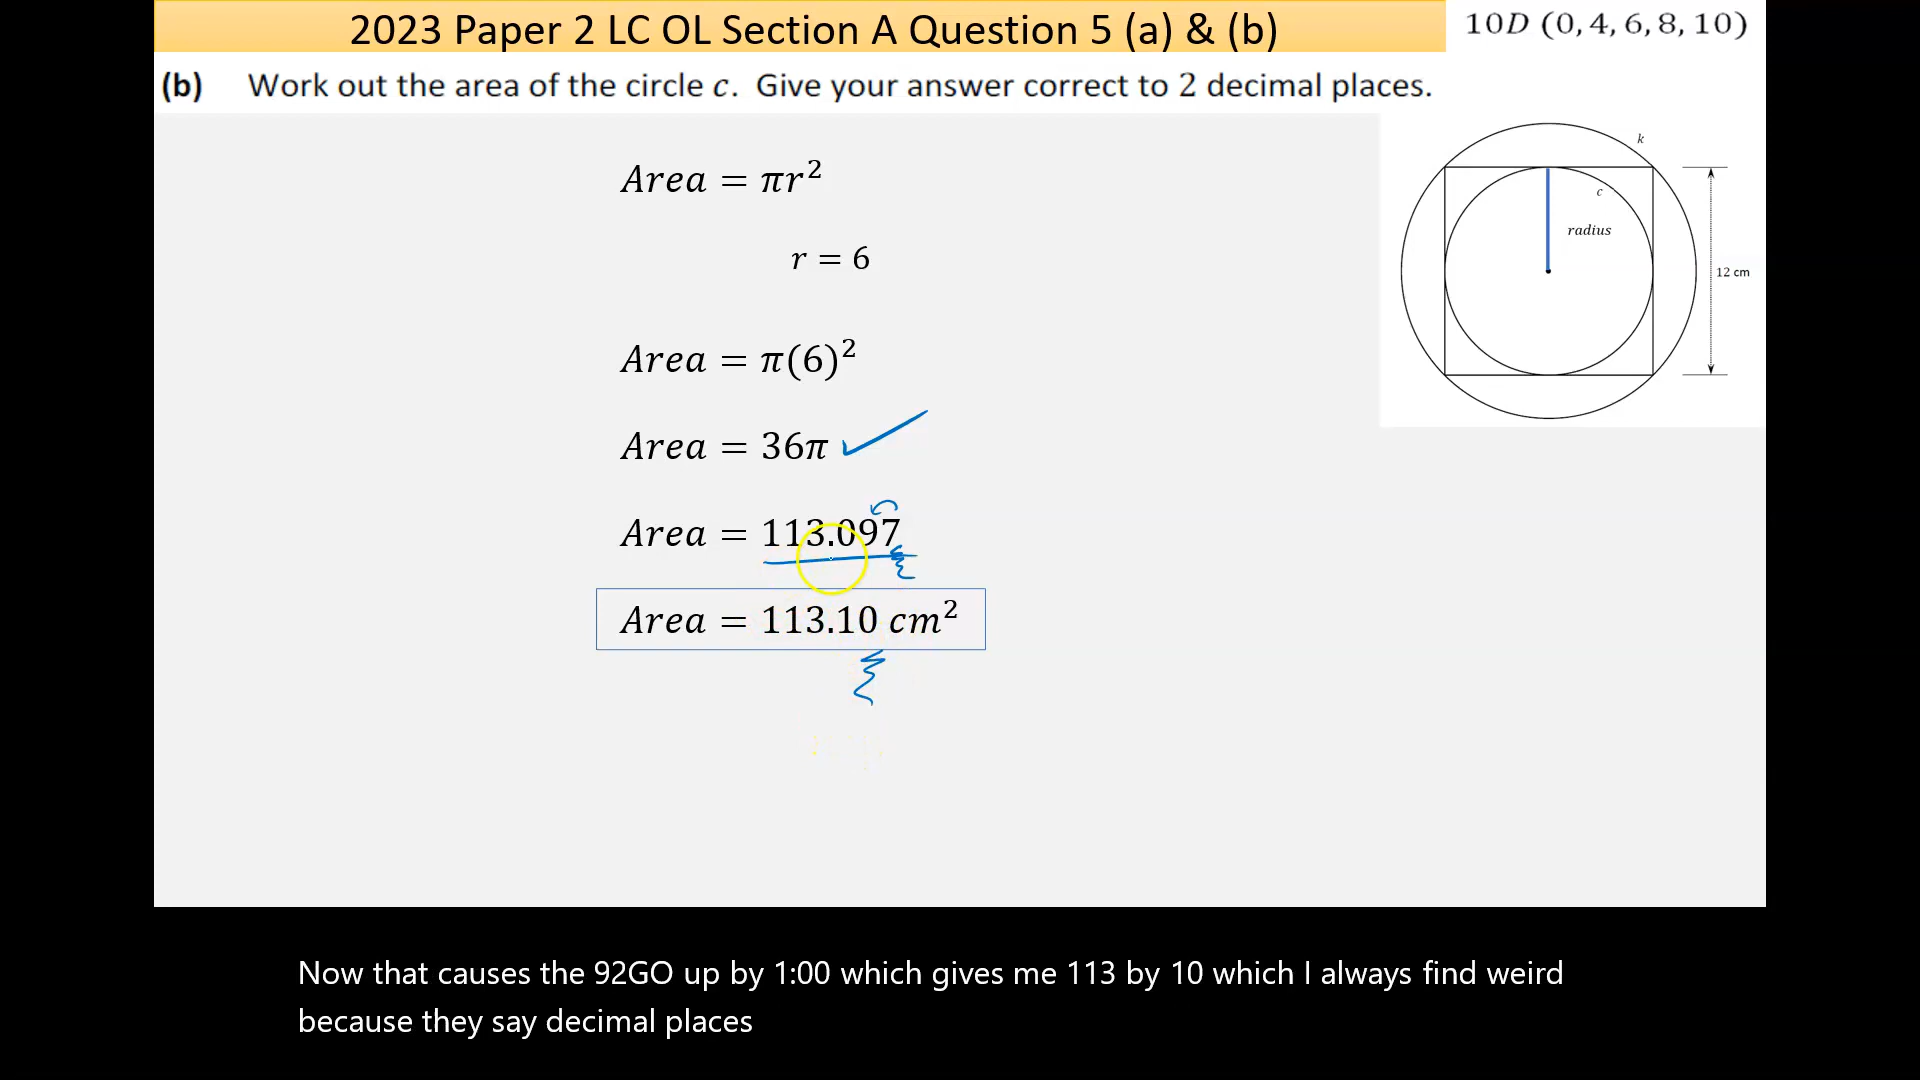 2023 Paper 2 LC OL Section A Question 5 (a) & (b)
10D (0, 4, 6, 8, 10)
(b) Work out the area of the circle c. Give your answer correct to 2 decimal places.
Area = πr²
r = 6
Area = π(6)²
Area = 36π
Area = 113.097
Area = 113.10 cm²
k
c
radius
12 cm
Now that causes the 92GO up by 1:00 which gives me 113 by 10 which I always find weird
because they say decimal places